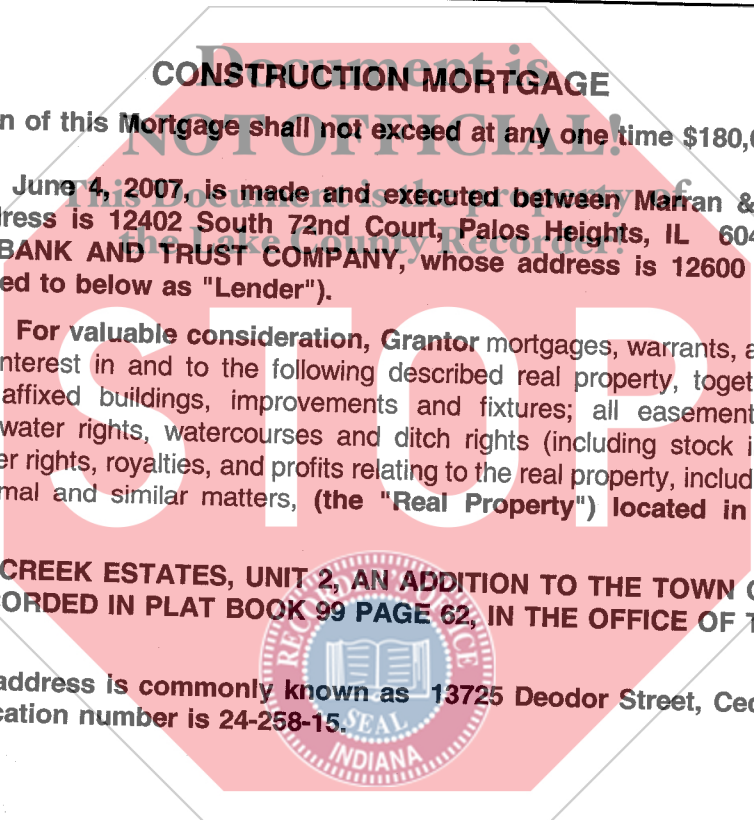 Document is
CONSTRUCTION MORTGAGE
n of this Mortgage shall not exceed at any one time $180,
NOT OFFICIAL!
June 4, 2007, is made and executed between Marran &
This Document is the property of
ress is 12402 South 72nd Court, Palos Heights, IL 604
the Lake County Recorder!
BANK AND TRUST COMPANY, whose address is 12600
ed to below as "Lender").
For valuable consideration, Grantor mortgages, warrants, a
nterest in and to the following described real property, toget
affixed buildings, improvements and fixtures; all easement
water rights, watercourses and ditch rights (including stock i
er rights, royalties, and profits relating to the real property, includ
mal and similar matters, (the "Real Property") located in
STOP
CREEK ESTATES, UNIT 2, AN ADDITION TO THE TOWN O
CORDED IN PLAT BOOK 99 PAGE 62, IN THE OFFICE OF T
address is commonly known as 13725 Deodor Street, Ced
cation number is 24-258-15.
RECORDER'S OFFICE
SEAL
INDIANA